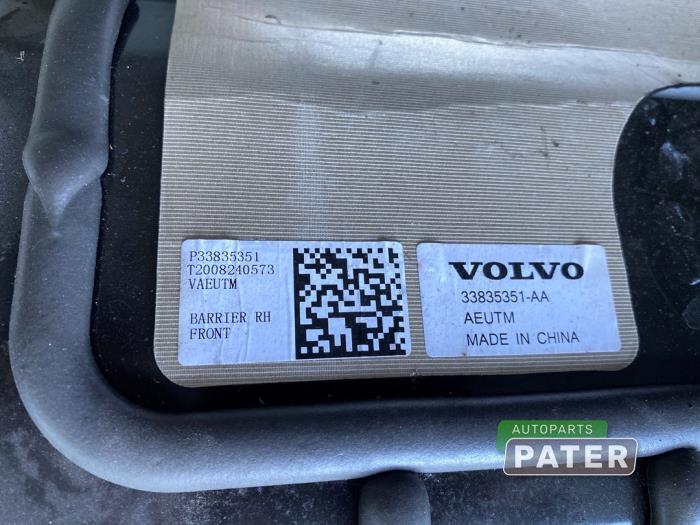 P33835351
T2008240573
VAEUTM
BARRIER RH
FRONT
VOLVO
33835351-AA
AEUTM
MADE IN CHINA
AUTOPARTS
PATER